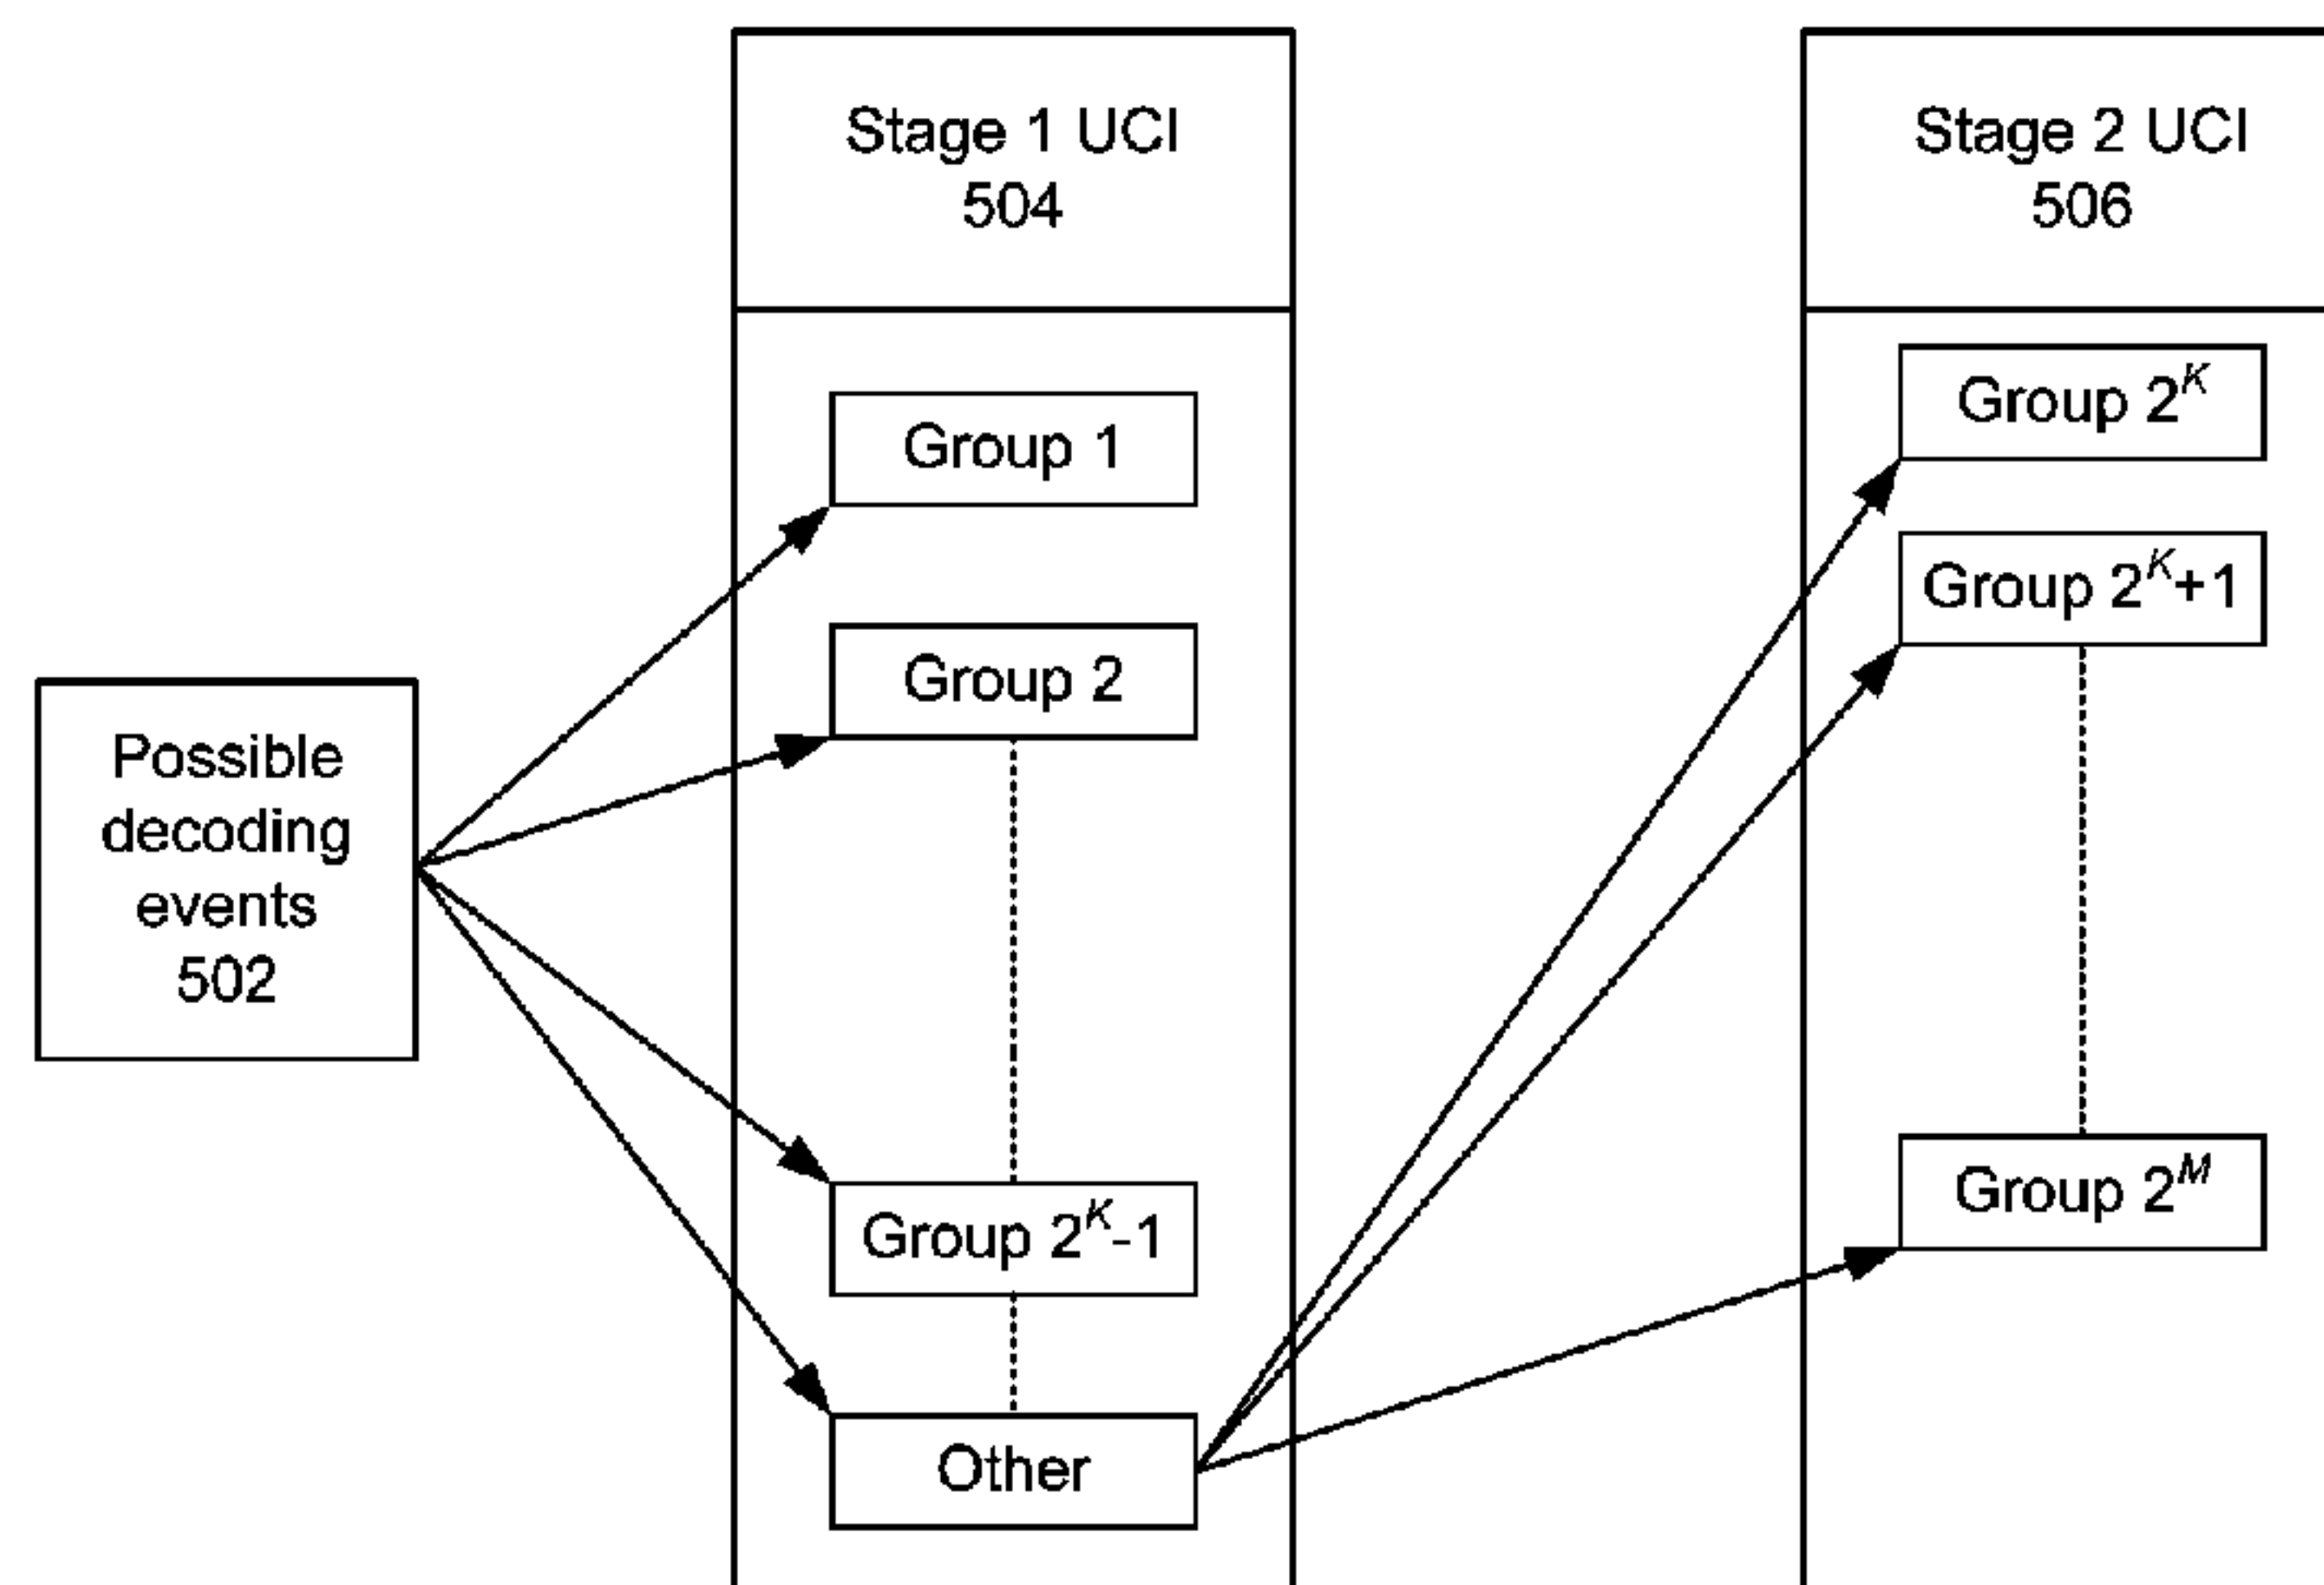 Possible
decoding
events
502
Stage 1 UCI
504
Group 1
Group 2
Group 2^K-1
Other
Stage 2 UCI
506
Group 2^K
Group 2^K+1
Group 2^M